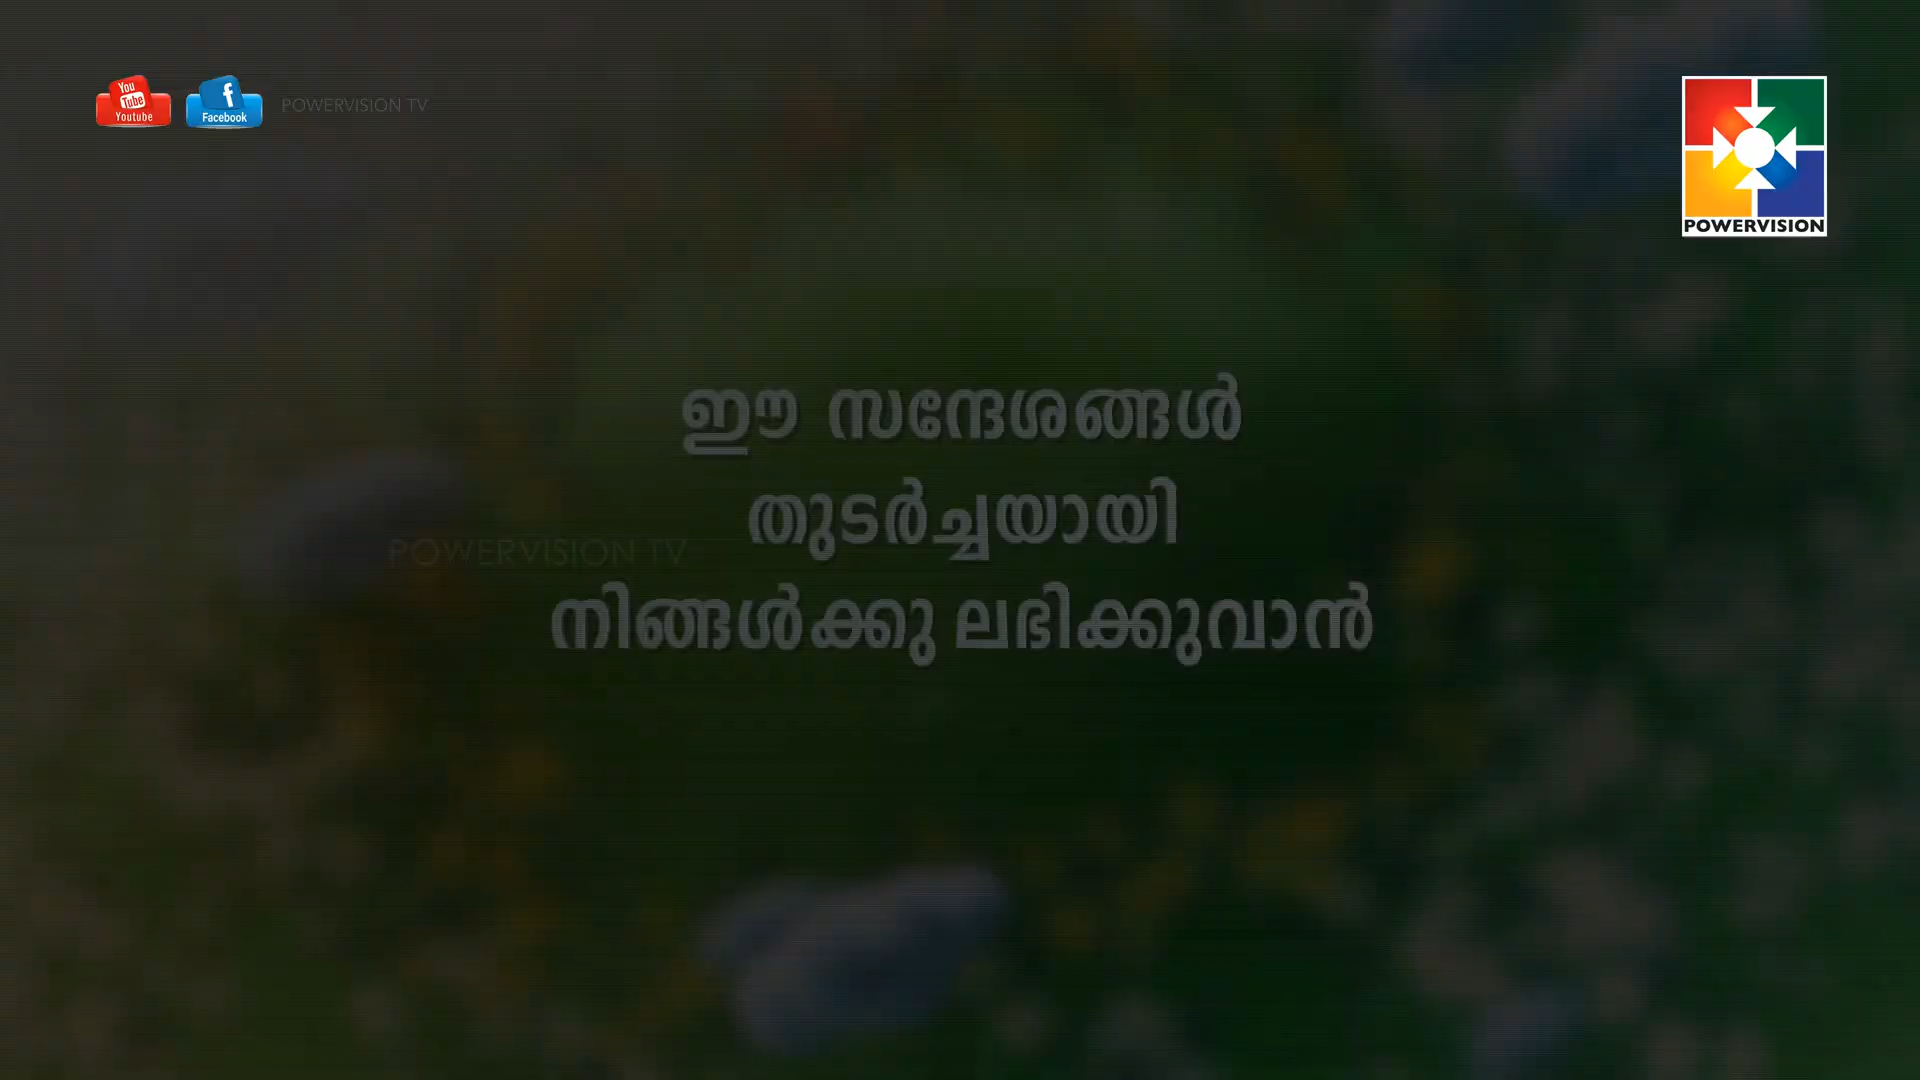 You
Tube
Youtube
f
Facebook
POWERVISION TV
POWERVISION
ഈ സന്ദേശങ്ങൾ
തുടർച്ചയായി
POWERVISION TV
നിങ്ങൾക്കു ലഭിക്കുവാൻ